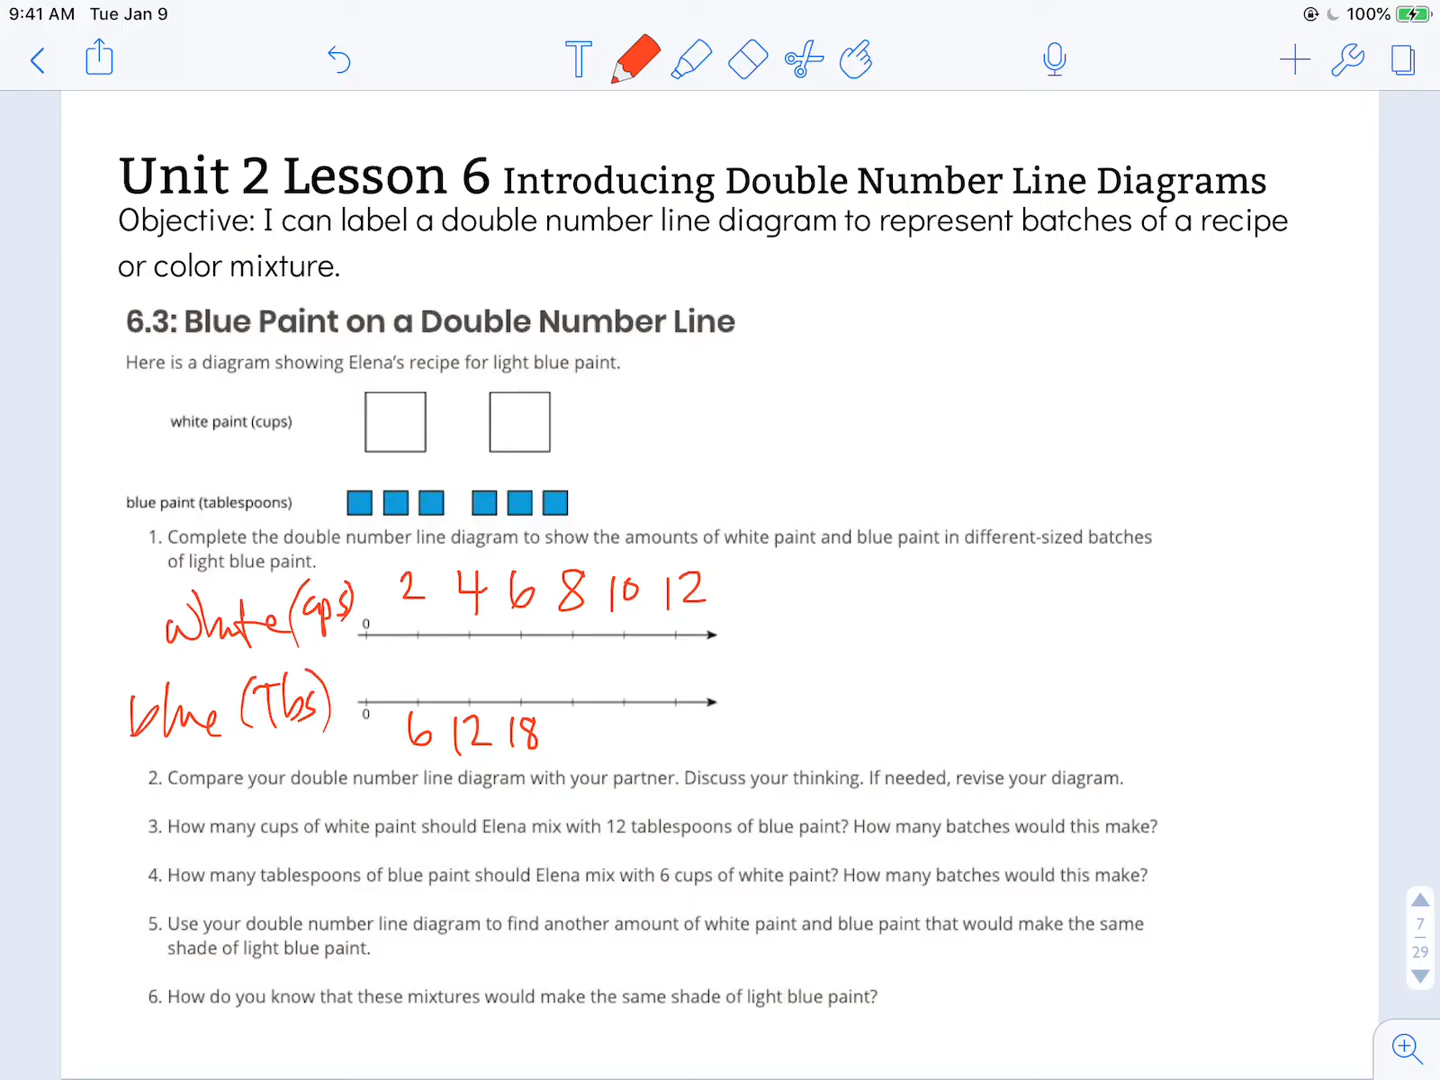 9:41 AM Tue Jan 9 100%
T
Unit 2 Lesson 6 Introducing Double Number Line Diagrams
Objective: I can label a double number line diagram to represent batches of a recipe
or color mixture.
6.3: Blue Paint on a Double Number Line
Here is a diagram showing Elena's recipe for light blue paint.
white paint (cups)
blue paint (tablespoons)
1. Complete the double number line diagram to show the amounts of white paint and blue paint in different-sized batches
of light blue paint.
white (cps) 2 4 6 8 10 12
0
blue (Tbs)
0
6 12 18
2. Compare your double number line diagram with your partner. Discuss your thinking. If needed, revise your diagram.
3. How many cups of white paint should Elena mix with 12 tablespoons of blue paint? How many batches would this make?
4. How many tablespoons of blue paint should Elena mix with 6 cups of white paint? How many batches would this make?
5. Use your double number line diagram to find another amount of white paint and blue paint that would make the same
shade of light blue paint.
6. How do you know that these mixtures would make the same shade of light blue paint?
7
29